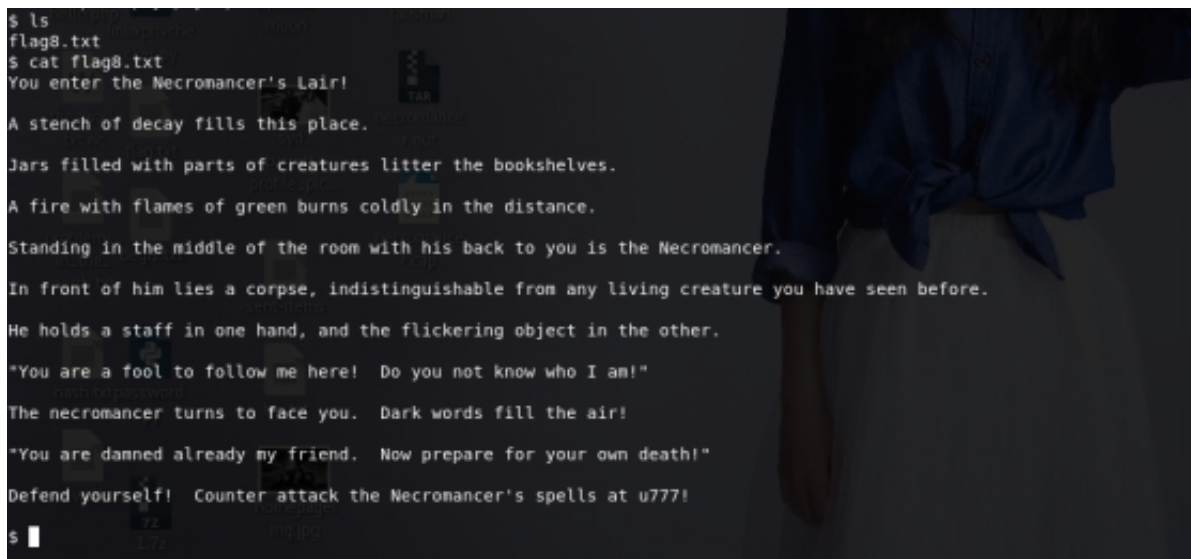 $ ls
flag8.txt
$ cat flag8.txt
You enter the Necromancer's Lair!
A stench of decay fills this place.
Jars filled with parts of creatures litter the bookshelves.
A fire with flames of green burns coldly in the distance.
Standing in the middle of the room with his back to you is the Necromancer.
In front of him lies a corpse, indistinguishable from any living creature you have seen before.
He holds a staff in one hand, and the flickering object in the other.
"You are a fool to follow me here!  Do you not know who I am!"
The necromancer turns to face you.  Dark words fill the air!
"You are damned already my friend.  Now prepare for your own death!"
Defend yourself!  Counter attack the Necromancer's spells at u777!
$
TAR
7Z
1.7z